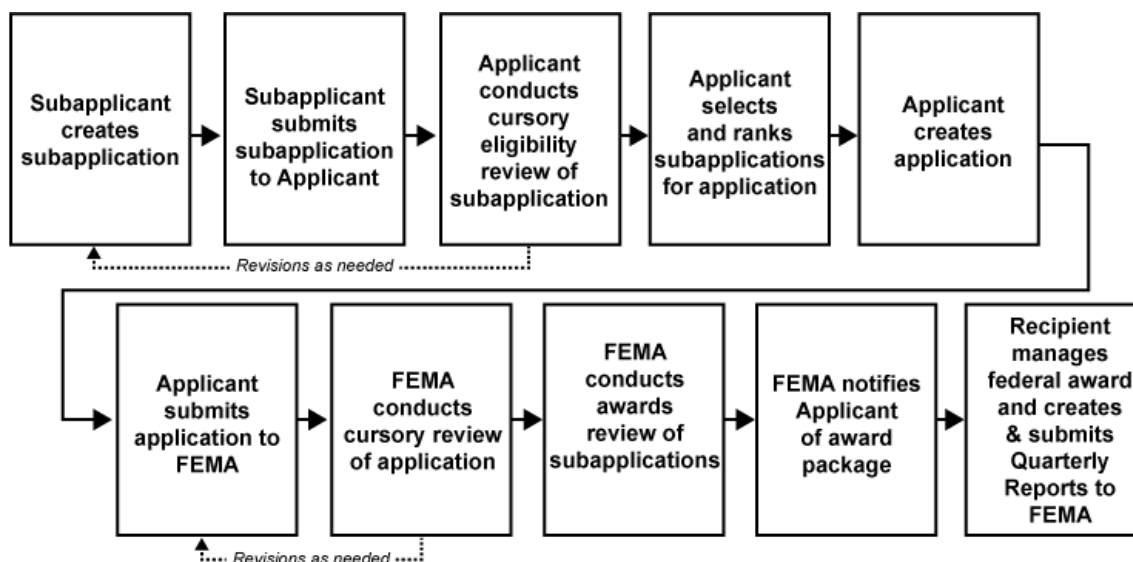 Subapplicant
creates
subapplication
Subapplicant
submits
subapplication
to Applicant
Applicant
conducts
cursory
eligibility
review of
subapplication
Applicant
selects
and ranks
subapplications
for application
Applicant
creates
application
Revisions as needed
Applicant
submits
application to
FEMA
FEMA
conducts
cursory review
of application
FEMA
conducts
awards
review of
subapplications
FEMA notifies
Applicant
of award
package
Recipient
manages
federal award
and creates
& submits
Quarterly
Reports to
FEMA
Revisions as needed